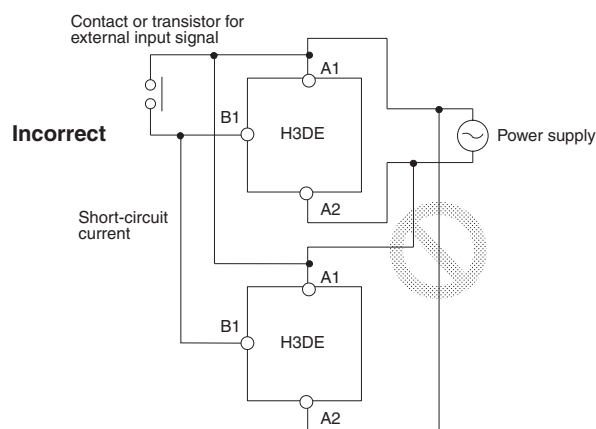 Contact or transistor for
external input signal
A1
B1
Incorrect
H3DE
Power supply
A2
Short-circuit
current
A1
B1
H3DE
A2